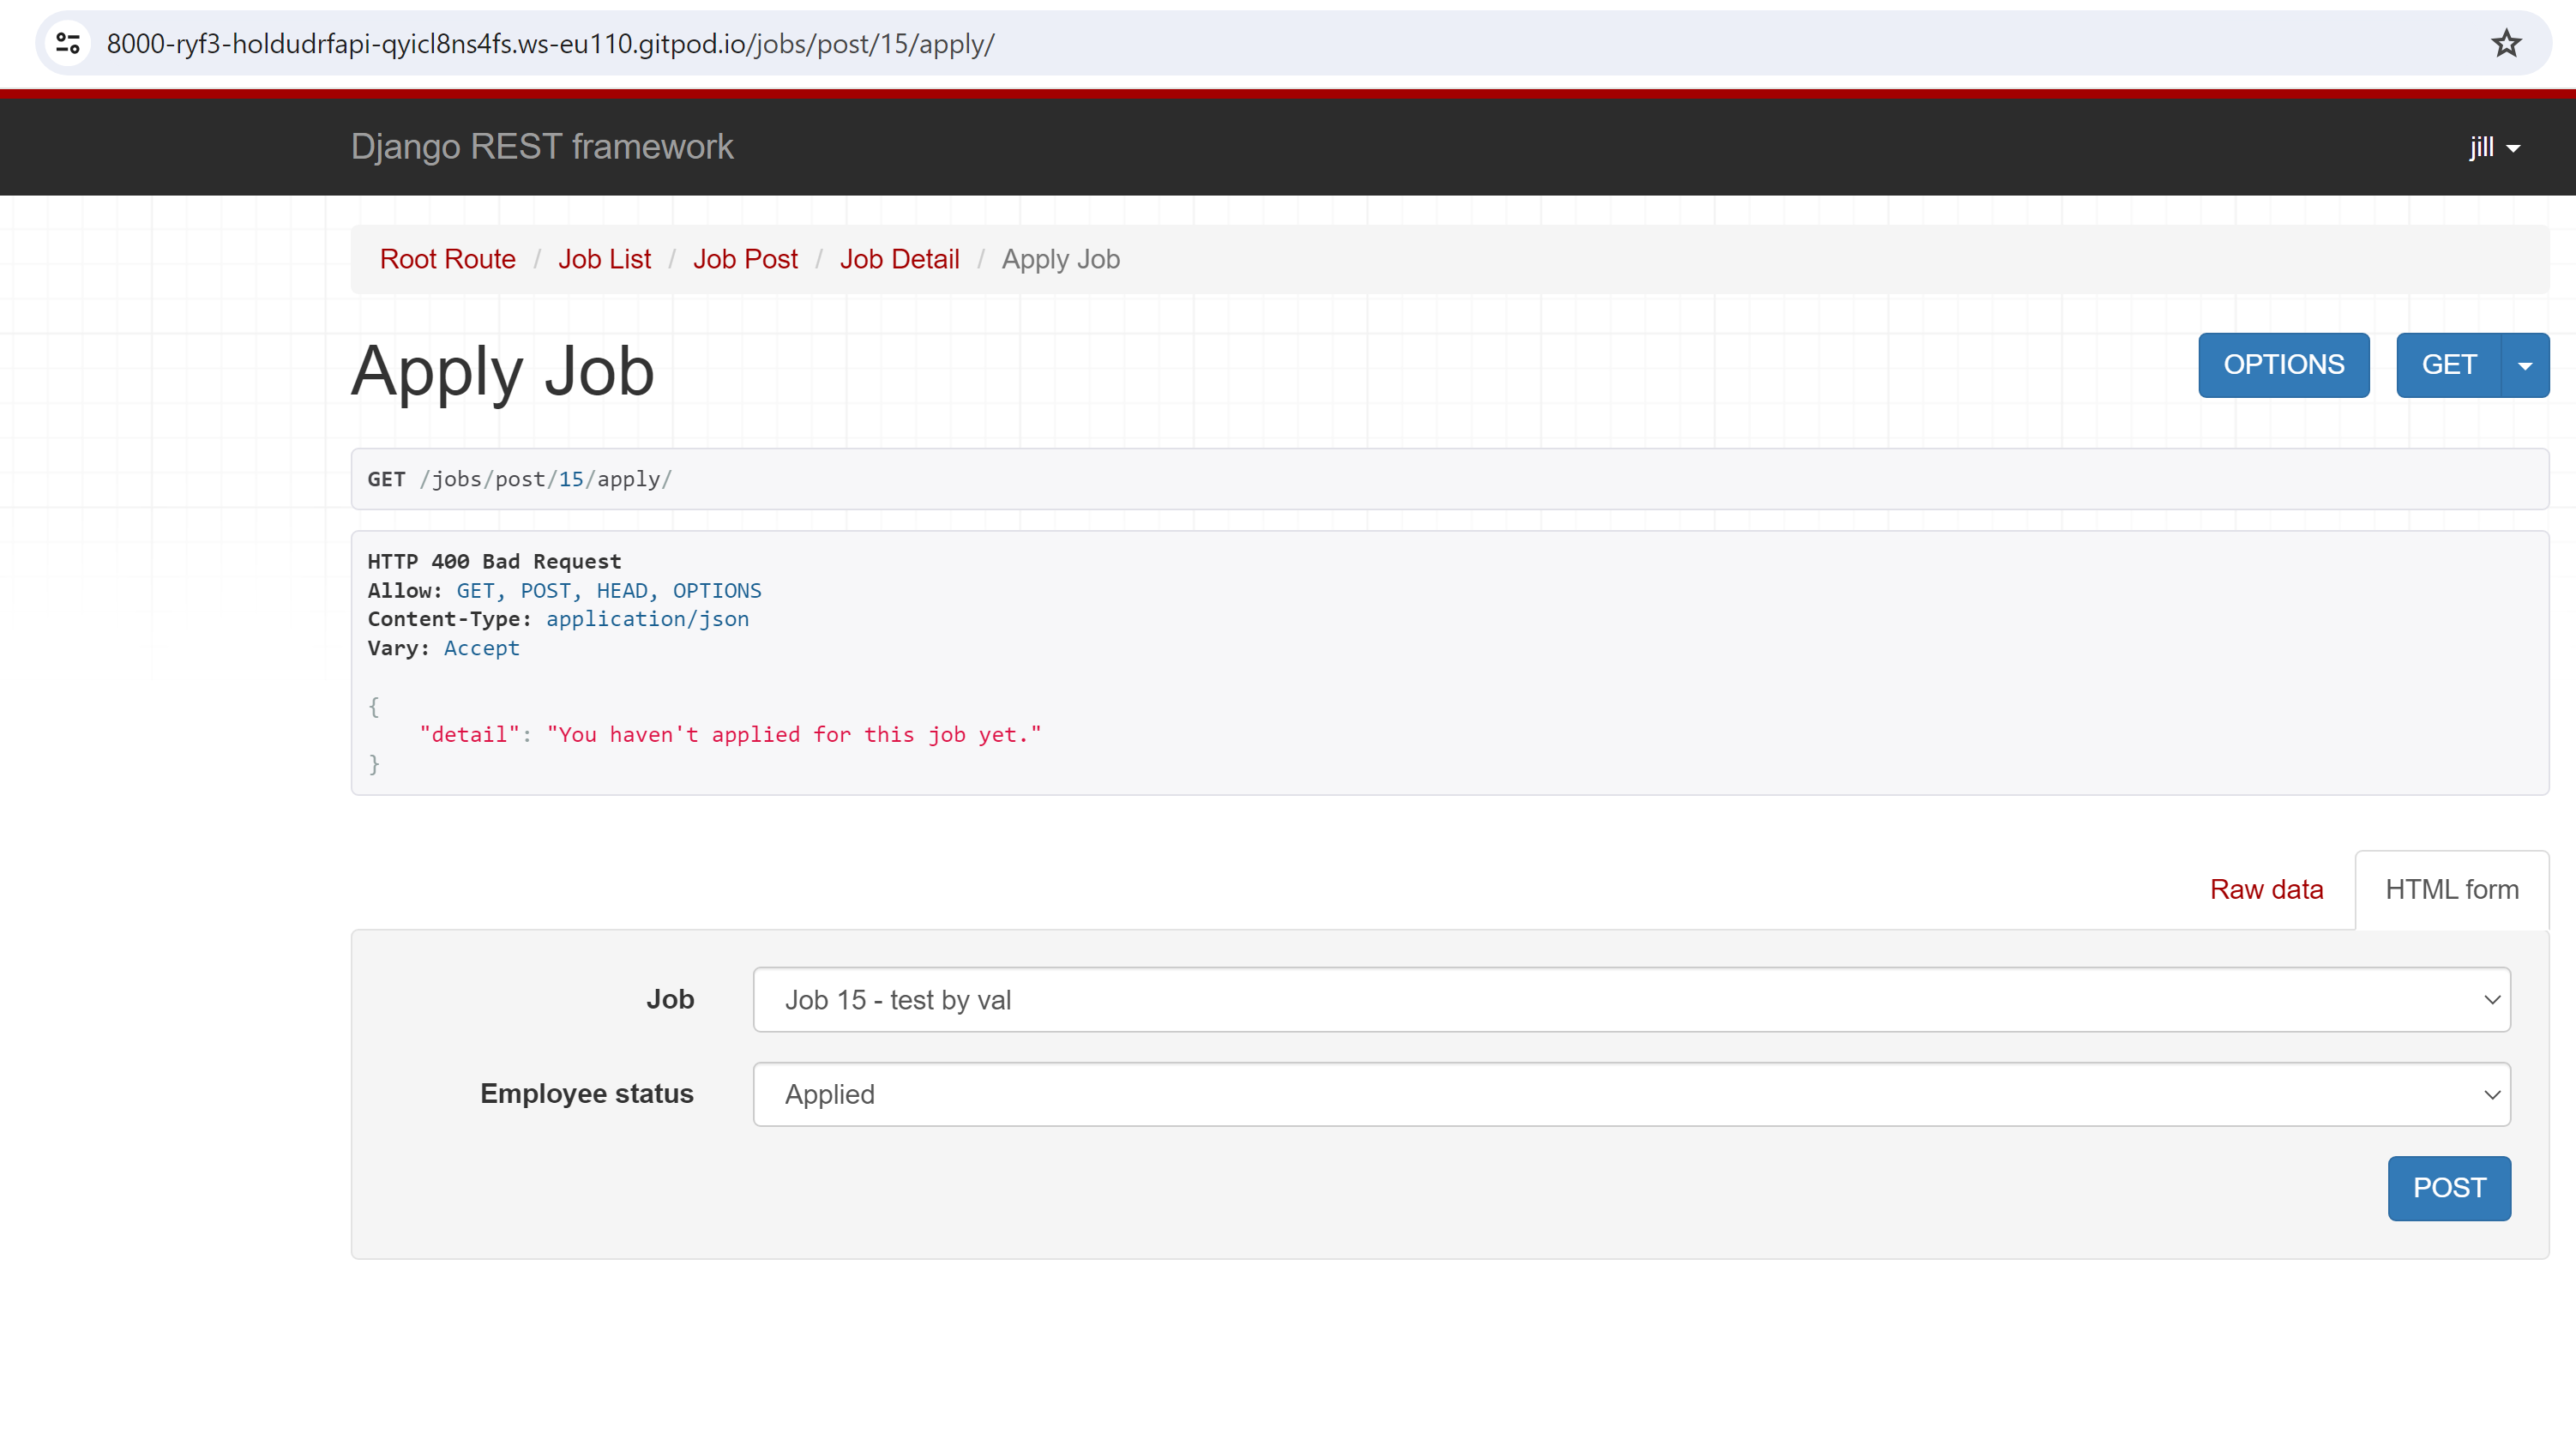 8000-ryf3-holdudrfapi-qyicl8ns4fs.ws-eu110.gitpod.io/jobs/post/15/apply/
Django REST framework
jill
Root Route / Job List / Job Post / Job Detail / Apply Job
Apply Job
OPTIONS
GET
GET /jobs/post/15/apply/
HTTP 400 Bad Request
Allow: GET, POST, HEAD, OPTIONS
Content-Type: application/json
Vary: Accept
{
"detail": "You haven't applied for this job yet."
}
Raw data
HTML form
Job
Job 15 - test by val
Employee status
Applied
POST